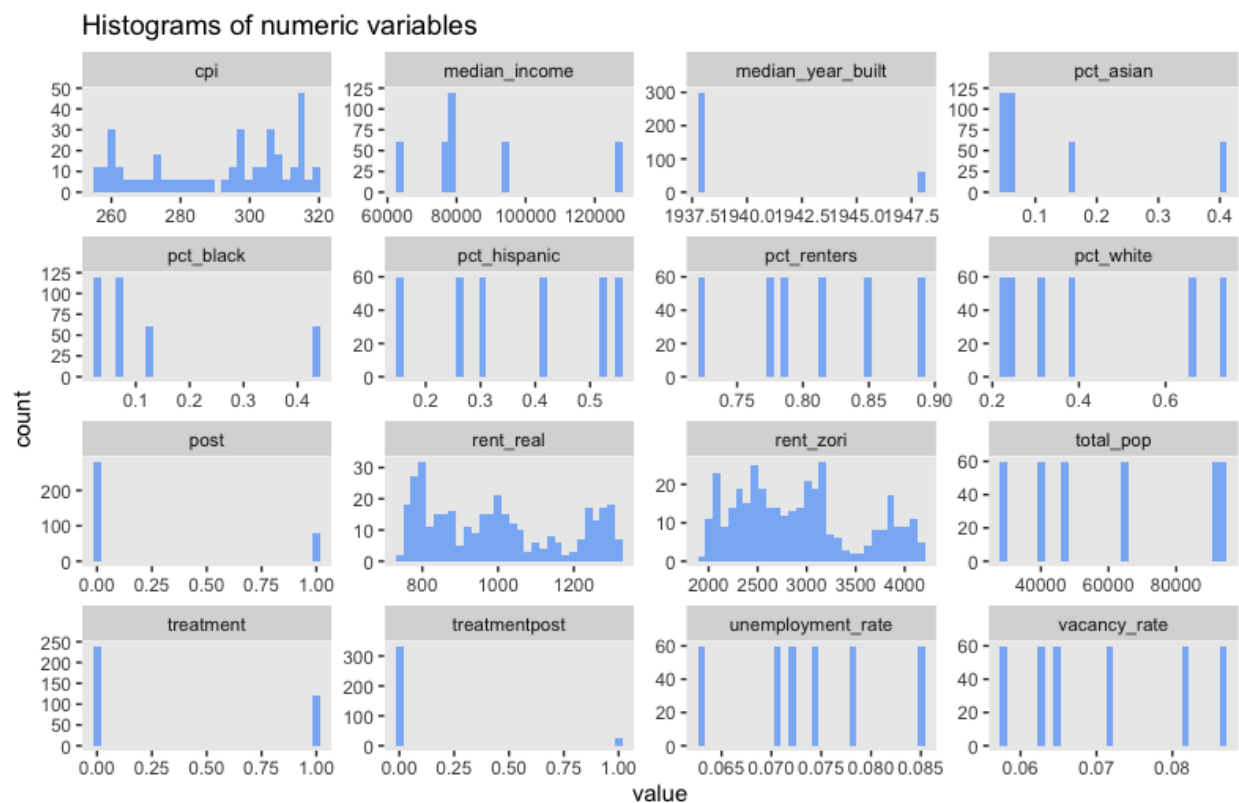 Histograms of numeric variables
cpi
median_income
median_year_built
pct_asian
50
40
30
20
10
0
260 280 300 320
125
100
75
50
25
0
60000 80000 100000 120000
300
200
100
0
1937.5 1940.0 1942.5 1945.0 1947.5
125
100
75
50
25
0
0.1 0.2 0.3 0.4
pct_black
pct_hispanic
pct_renters
pct_white
125
100
75
50
25
0
0.1 0.2 0.3 0.4
60
40
20
0
0.2 0.3 0.4 0.5
60
40
20
0
0.75 0.80 0.85 0.90
60
40
20
0
0.2 0.4 0.6
count
post
rent_real
rent_zori
total_pop
200
100
0
0.00 0.25 0.50 0.75 1.00
30
20
10
0
800 1000 1200
20
10
0
2000 2500 3000 3500 4000
60
40
20
0
40000 60000 80000
treatment
treatmentpost
unemployment_rate
vacancy_rate
250
200
150
100
50
0
0.00 0.25 0.50 0.75 1.00
300
200
100
0
0.00 0.25 0.50 0.75 1.00
60
40
20
0
0.065 0.070 0.075 0.080 0.085
60
40
20
0
0.06 0.07 0.08
value